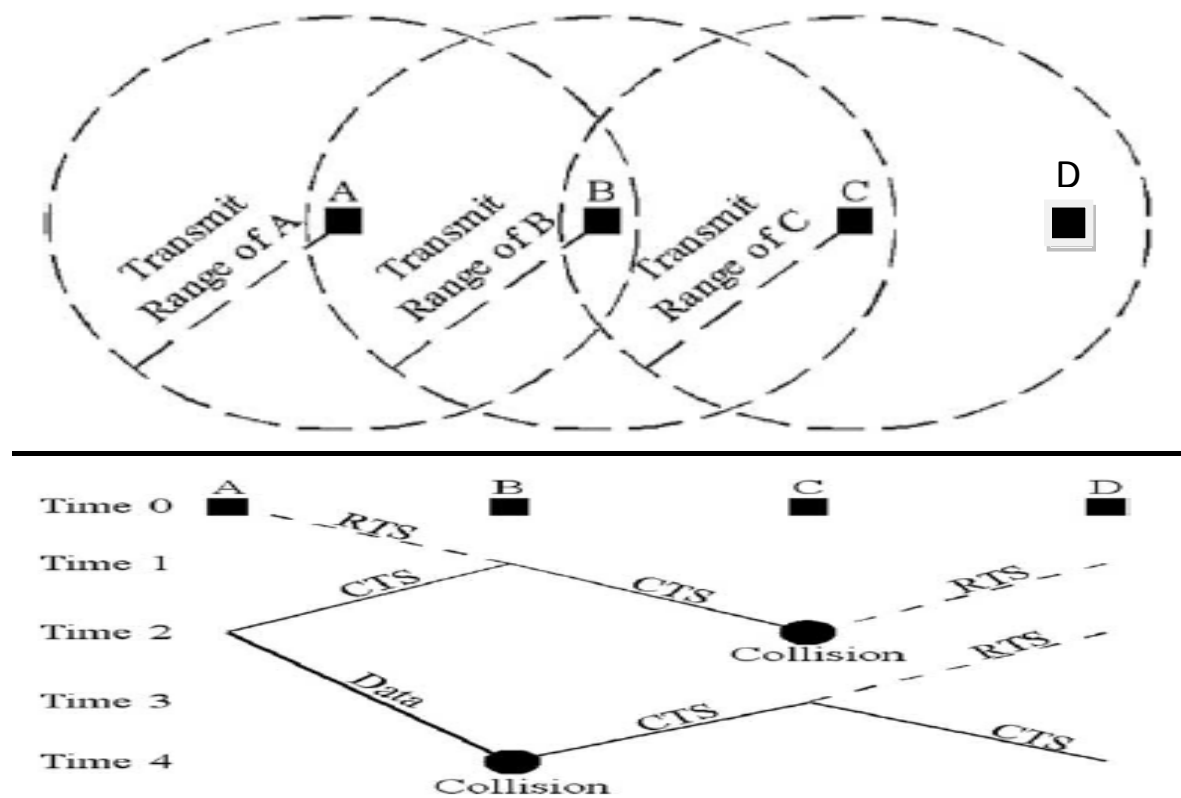 A
B
C
D
Transmit
Range of A
Transmit
Range of B
Transmit
Range of C
A
B
C
D
Time 0
RTS
Time 1
CTS
CTS
RTS
Time 2
Collision
RTS
Data
Time 3
CTS
CTS
Time 4
Collision